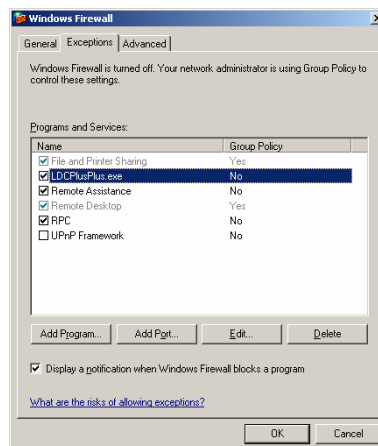 Windows Firewall
General Exceptions Advanced
Windows Firewall is turned off. Your network administrator is using Group Policy to
control these settings.
Programs and Services:
Name Group Policy
File and Printer Sharing Yes
LDCPlusPlus.exe No
Remote Assistance No
Remote Desktop Yes
RPC No
UPnP Framework No
Add Program... Add Port... Edit... Delete
Display a notification when Windows Firewall blocks a program
What are the risks of allowing exceptions?
OK Cancel